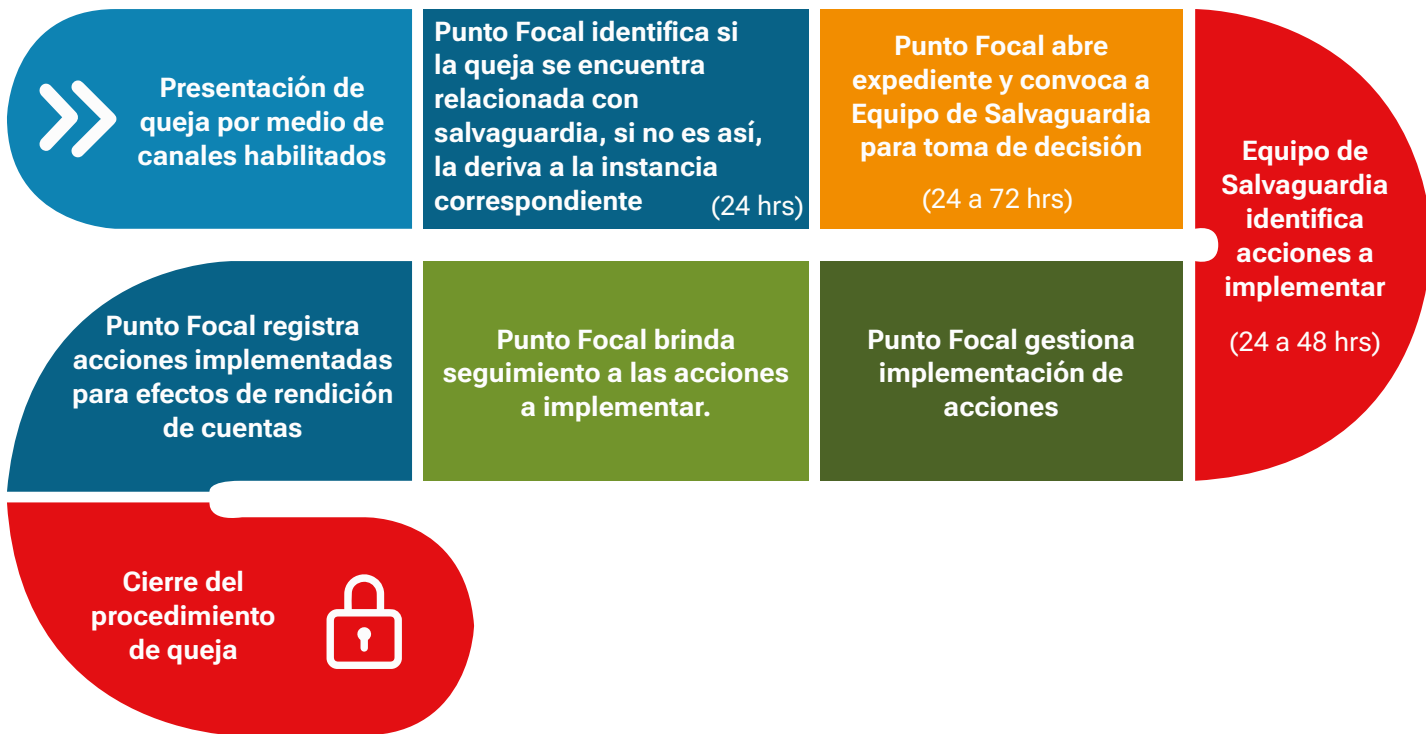 Presentación de
queja por medio de
canales habilitados
Punto Focal identifica si
la queja se encuentra
relacionada con
salvaguardia, si no es así,
la deriva a la instancia
correspondiente (24 hrs)
Punto Focal abre
expediente y convoca a
Equipo de Salvaguardia
para toma de decisión
(24 a 72 hrs)
Equipo de
Salvaguardia
identifica
acciones a
implementar
(24 a 48 hrs)
Punto Focal gestiona
implementación de
acciones
Punto Focal brinda
seguimiento a las acciones
a implementar.
Punto Focal registra
acciones implementadas
para efectos de rendición
de cuentas
Cierre del
procedimiento
de queja